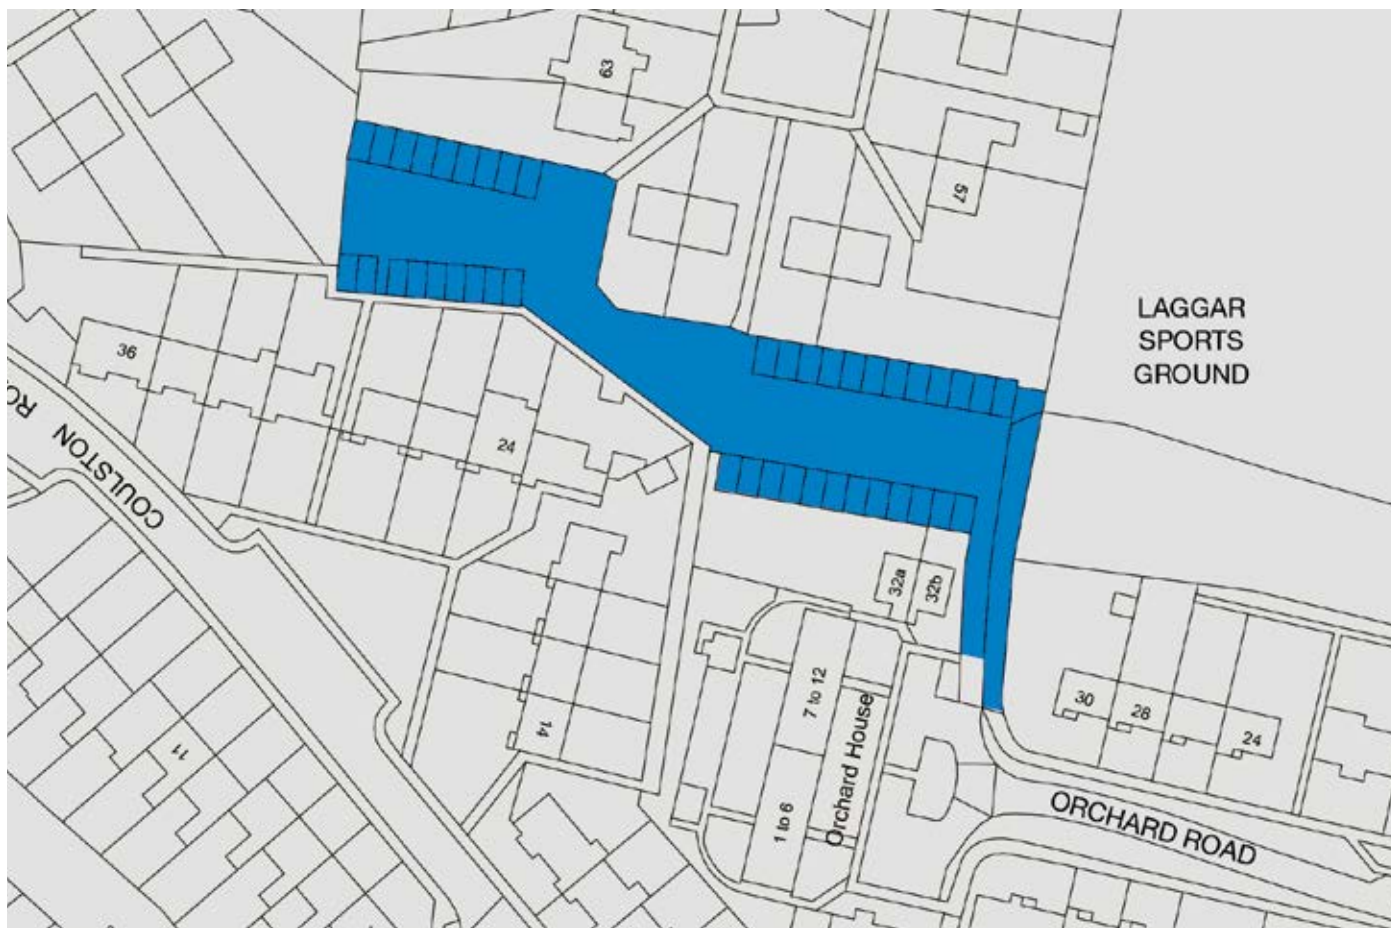 63
57
LAGGAR
SPORTS
GROUND
36
24
COULSTON RO
32a
32b
7 to 12
Orchard House
1 to 6
14
11
30
28
24
ORCHARD ROAD